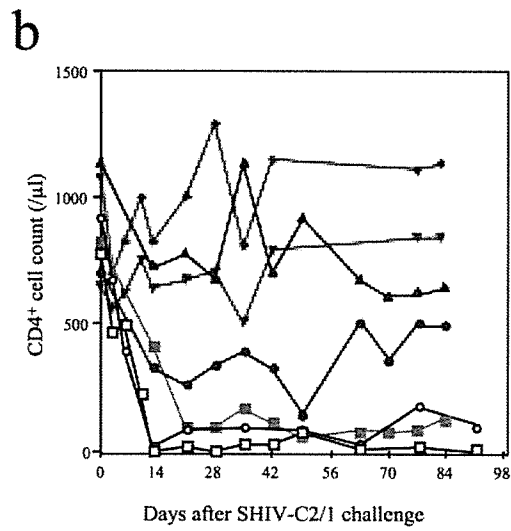 b
1500
1000
500
0
CD4⁺ cell count (/μl)
0 14 28 42 56 70 84 98
Days after SHIV-C2/1 challenge